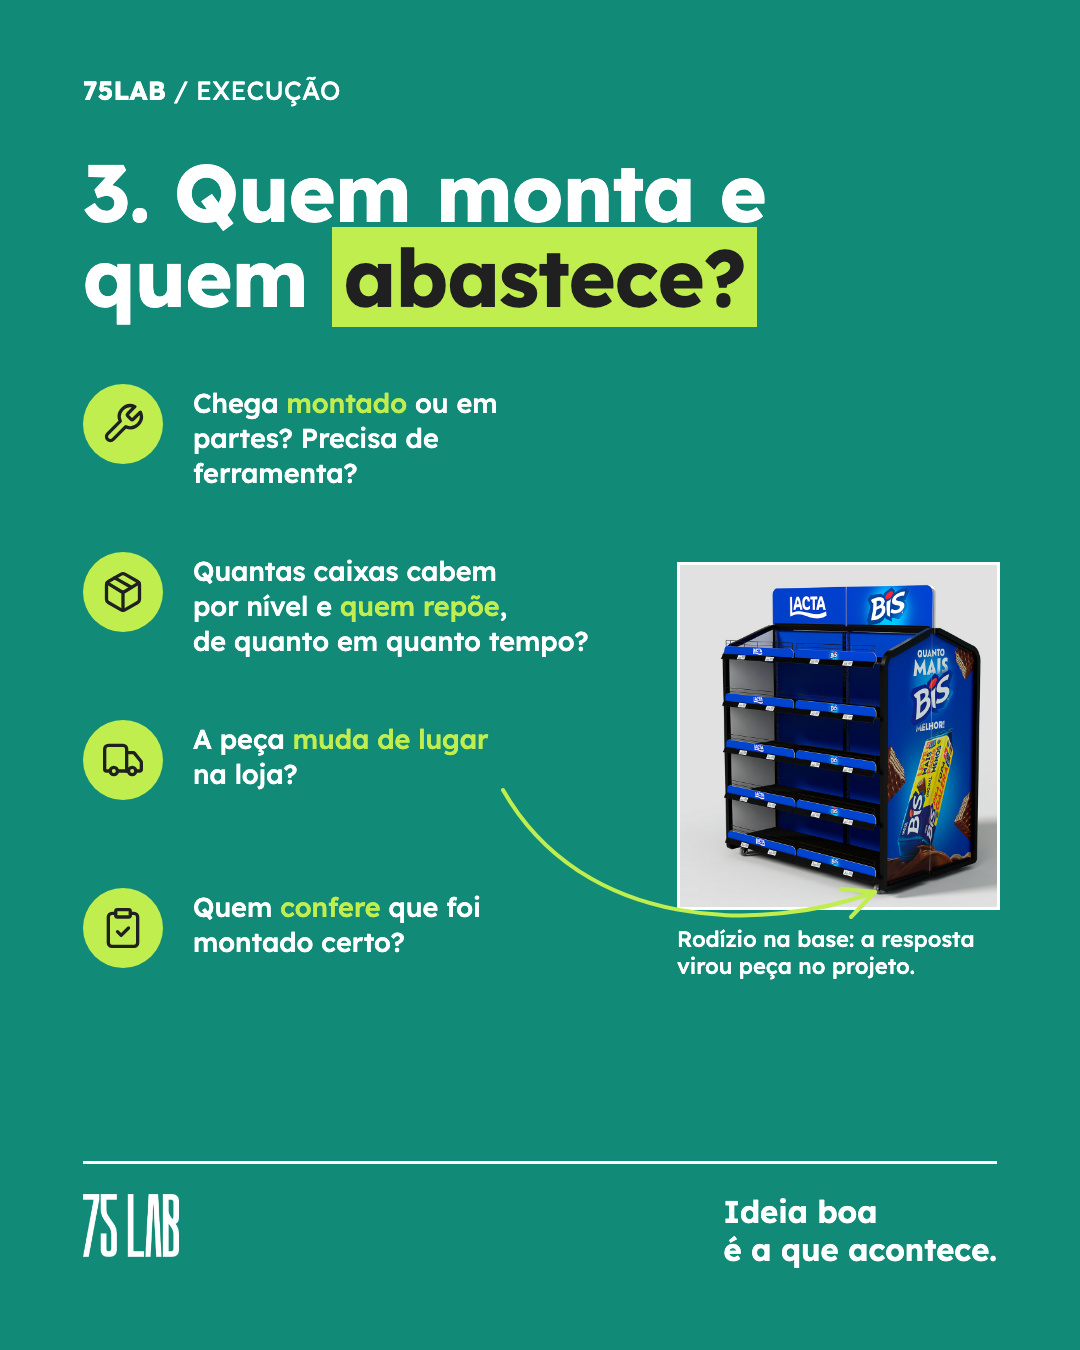 75LAB / EXECUÇÃO
3. Quem monta e
quem abastece?
Chega montado ou em
partes? Precisa de
ferramenta?
Quantas caixas cabem
por nível e quem repõe,
de quanto em quanto tempo?
A peça muda de lugar
na loja?
Quem confere que foi
montado certo?
LACTA
BIS
QUANTO
MAIS
BIS
MELHOR!
BIS
Rodízio na base: a resposta
virou peça no projeto.
75 LAB
Ideia boa
é a que acontece.